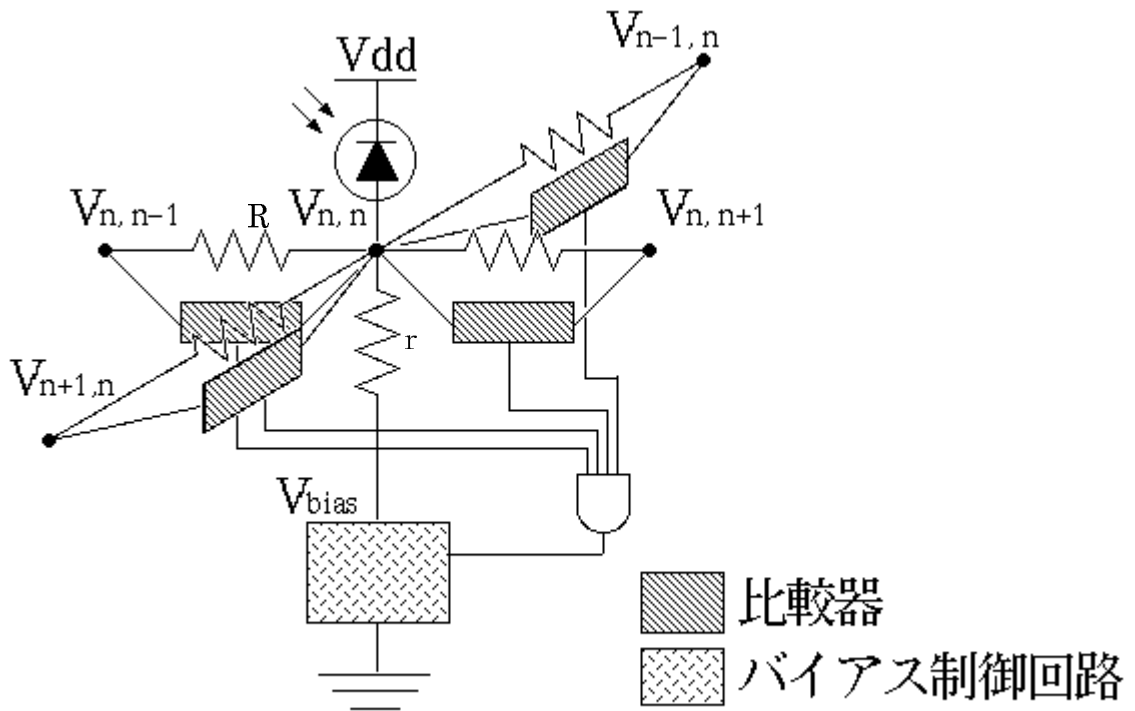 Vn-1, n
Vdd
Vn, n-1
R
Vn, n
Vn, n+1
r
Vn+1,n
Vbias
比較器
バイアス制御回路